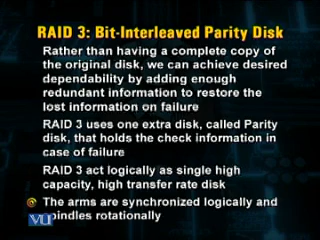 RAID 3: Bit-Interleaved Parity Disk
Rather than having a complete copy of
the original disk, we can achieve desired
dependability by adding enough
redundant information to restore the
lost information on failure
RAID 3 uses one extra disk, called Parity
disk, that holds the check information in
case of failure
RAID 3 act logically as single high
capacity, high transfer rate disk
The arms are synchronized logically and
spindles rotationally
VU